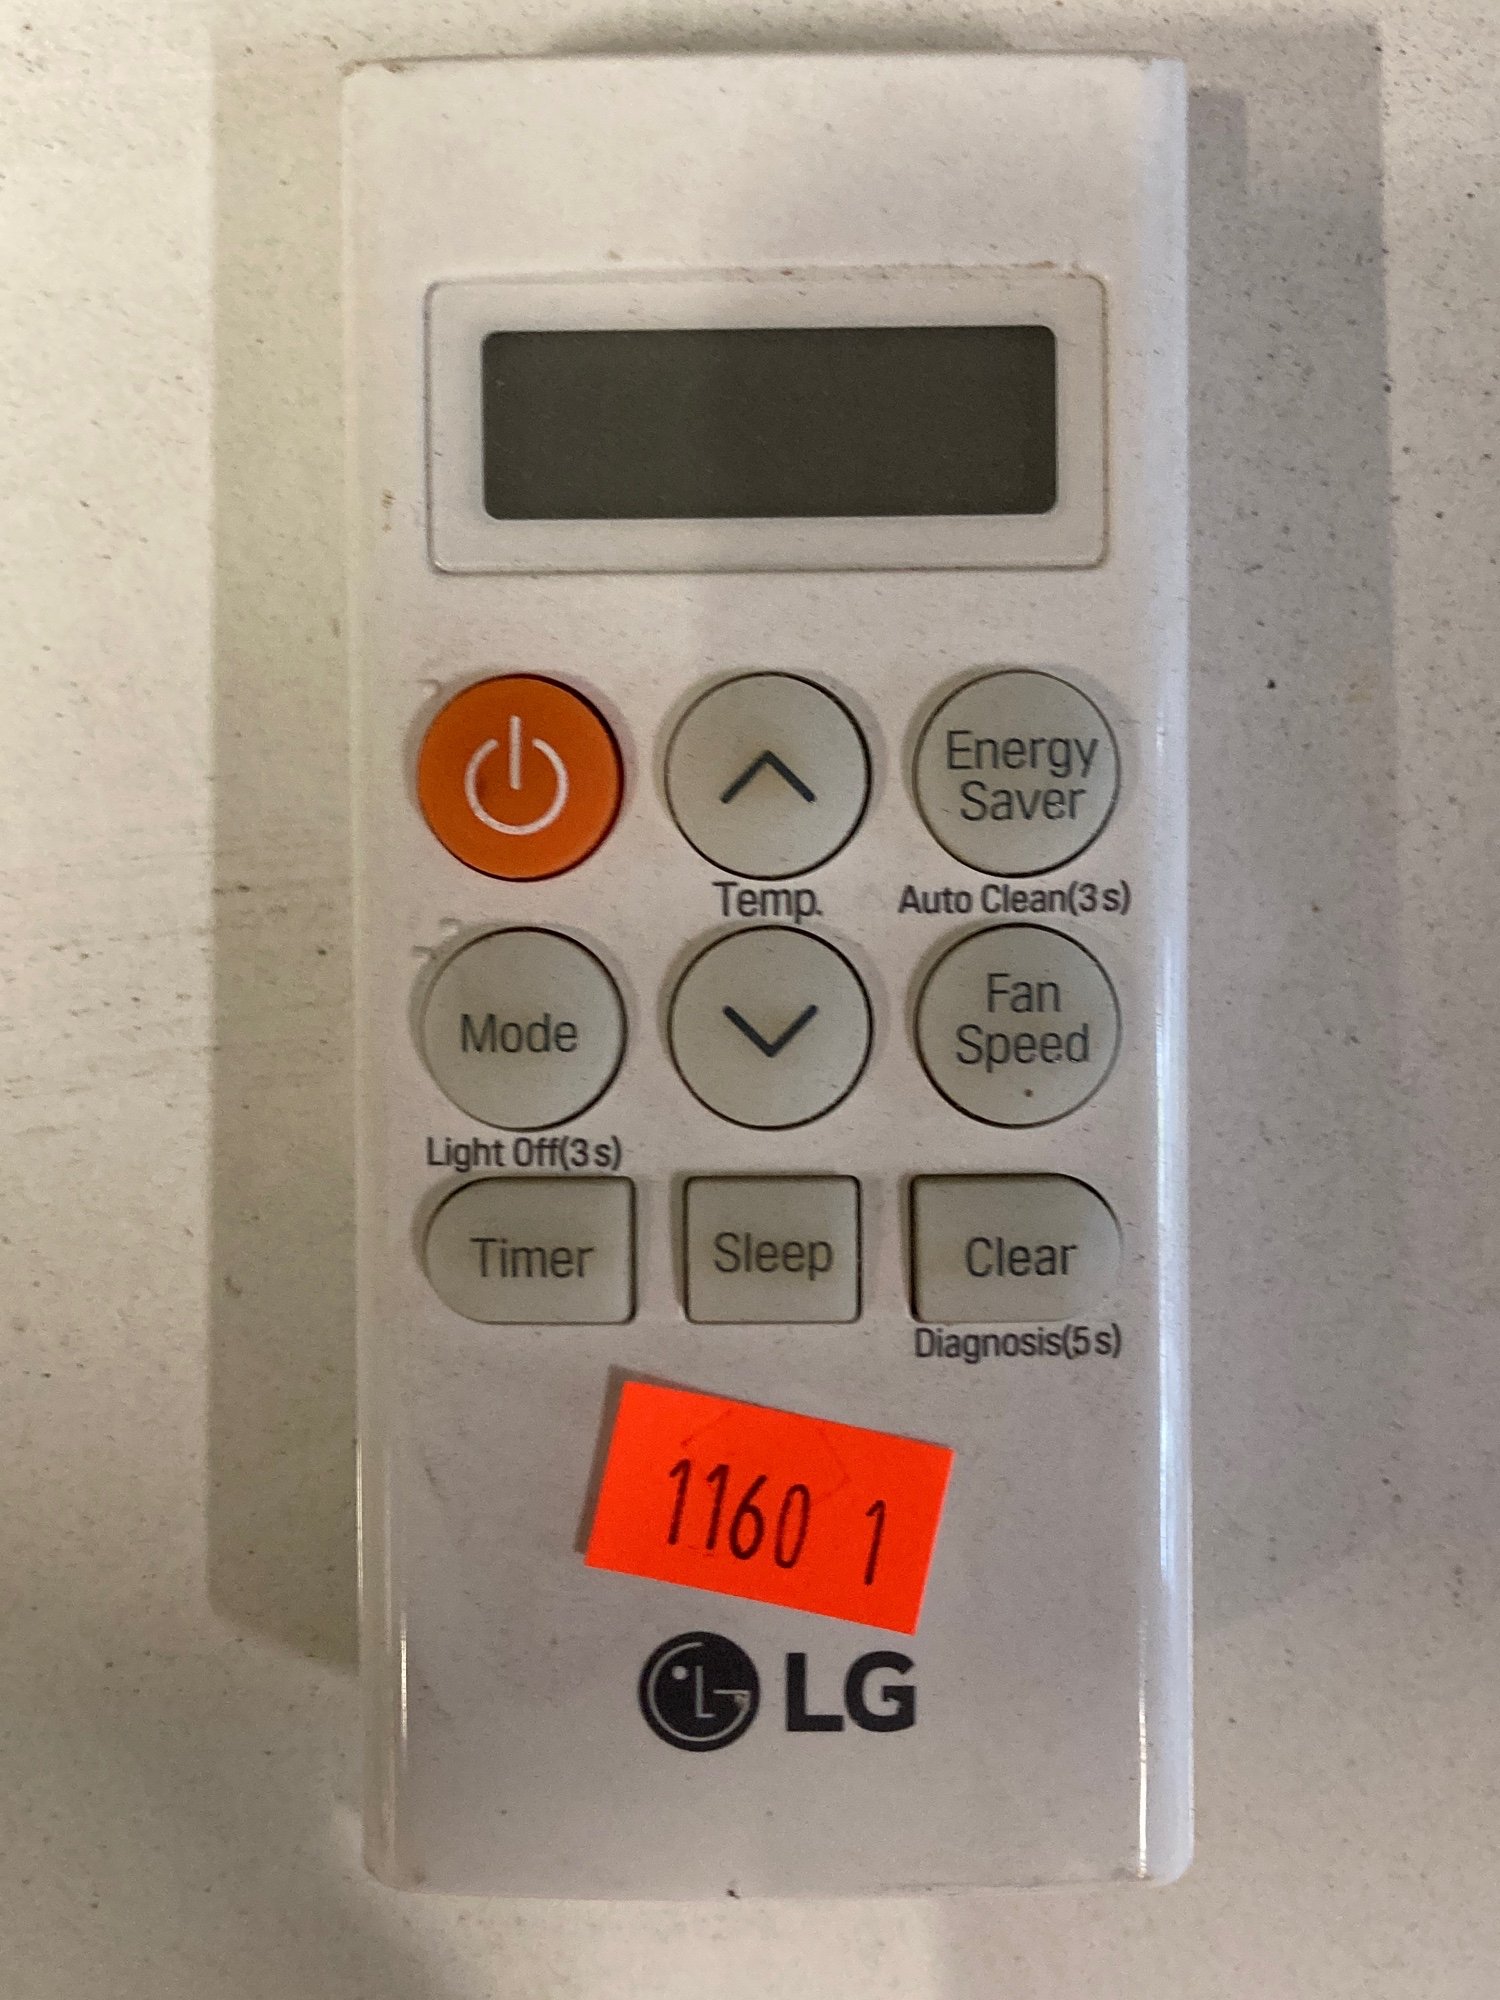 Energy
Saver
Temp.
Auto Clean(3s)
Mode
Fan
Speed
Light Off(3s)
Timer
Sleep
Clear
Diagnosis(5s)
1160 1
LG